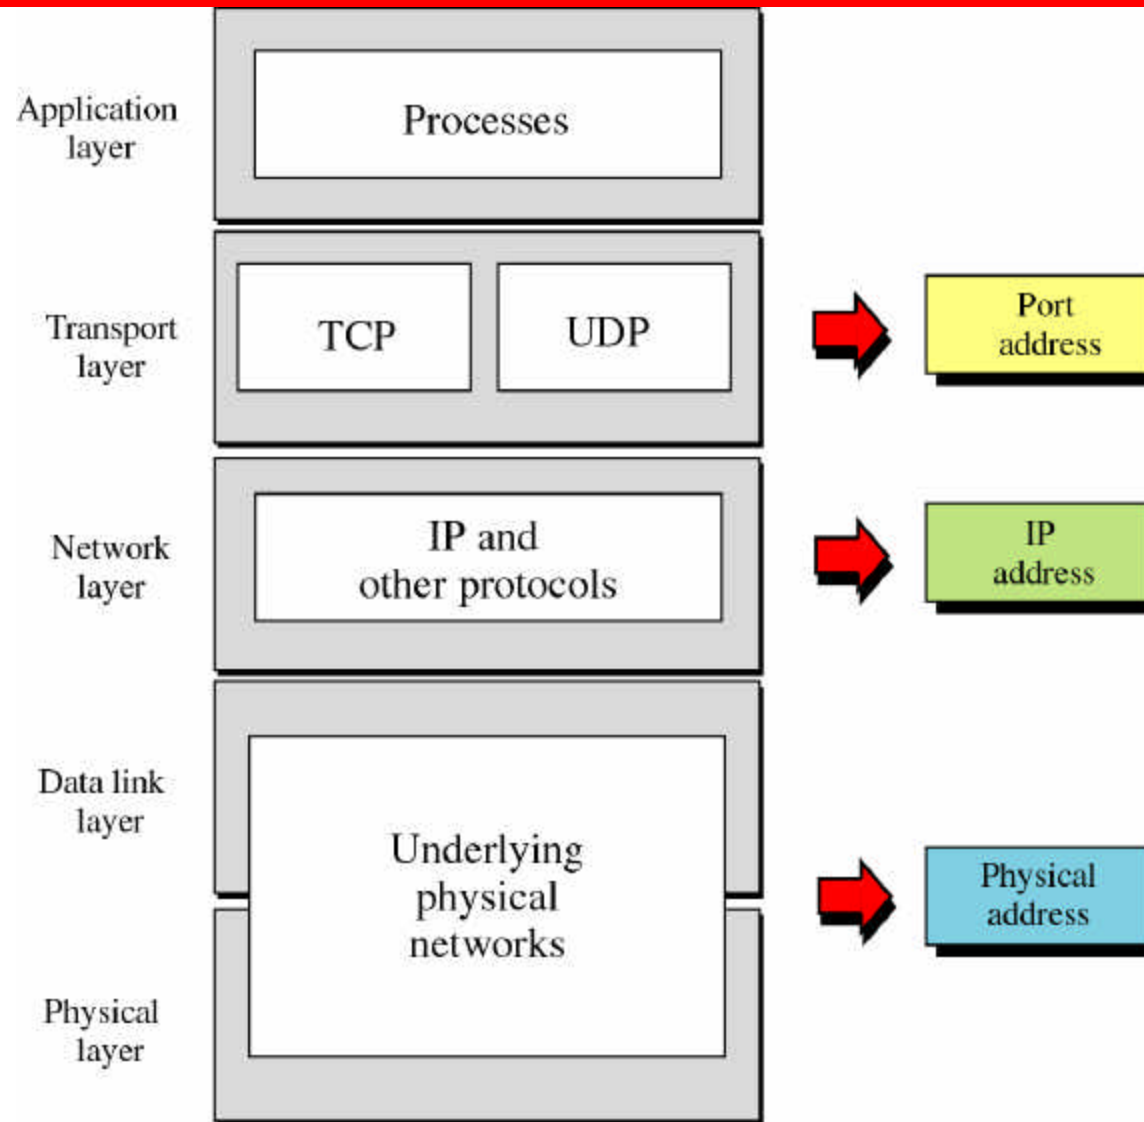 Application
layer
Processes
Transport
layer
TCP
UDP
Port
address
Network
layer
IP and
other protocols
IP
address
Data link
layer
Underlying
physical
networks
Physical
address
Physical
layer